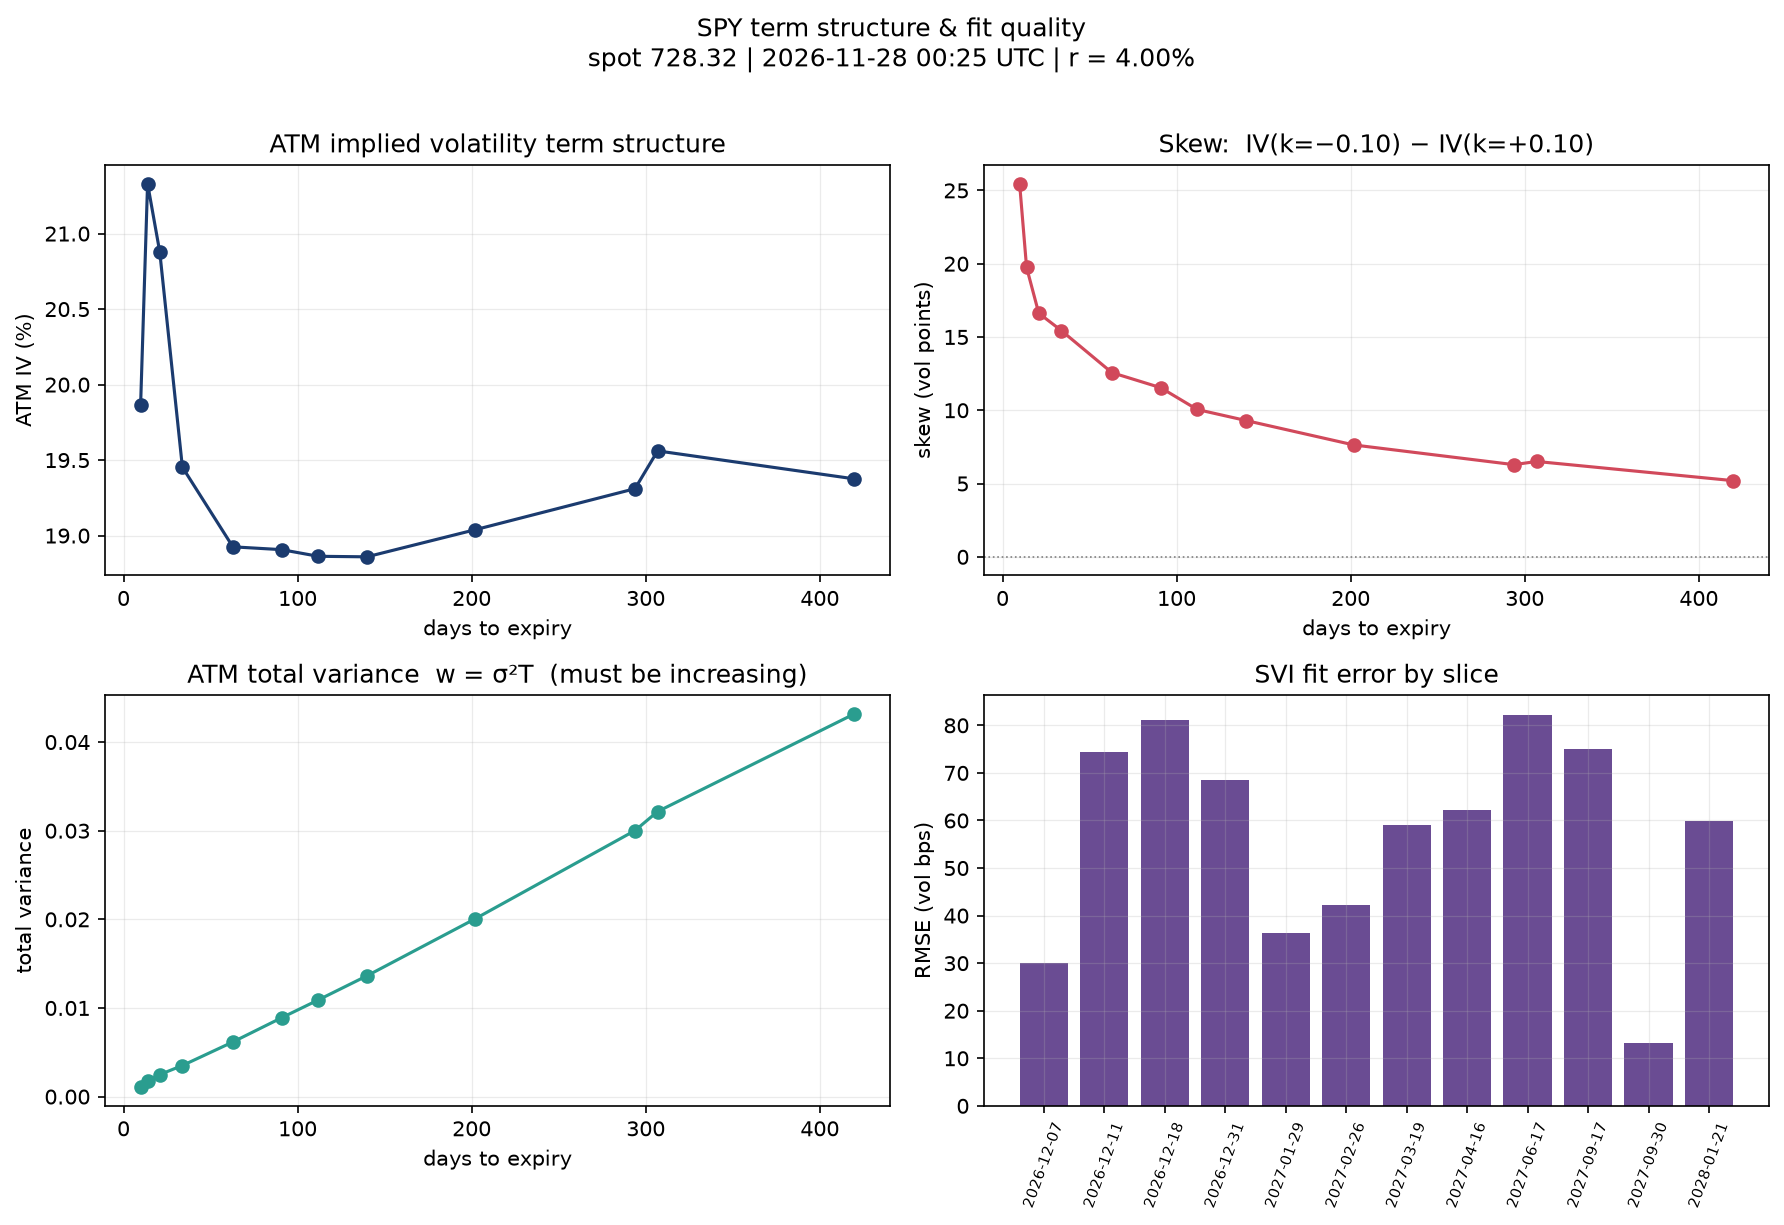 SPY term structure & fit quality
spot 728.32 | 2026-11-28 00:25 UTC | r = 4.00%
ATM implied volatility term structure
ATM IV (%)
21.0
20.5
20.0
19.5
19.0
0 100 200 300 400
days to expiry
Skew: IV(k=−0.10) − IV(k=+0.10)
skew (vol points)
25
20
15
10
5
0
0 100 200 300 400
days to expiry
ATM total variance w = σ²T (must be increasing)
total variance
0.04
0.03
0.02
0.01
0.00
0 100 200 300 400
days to expiry
SVI fit error by slice
RMSE (vol bps)
80
70
60
50
40
30
20
10
0
2026-12-07
2026-12-11
2026-12-18
2026-12-31
2027-01-29
2027-02-26
2027-03-19
2027-04-16
2027-06-17
2027-09-17
2027-09-30
2028-01-21